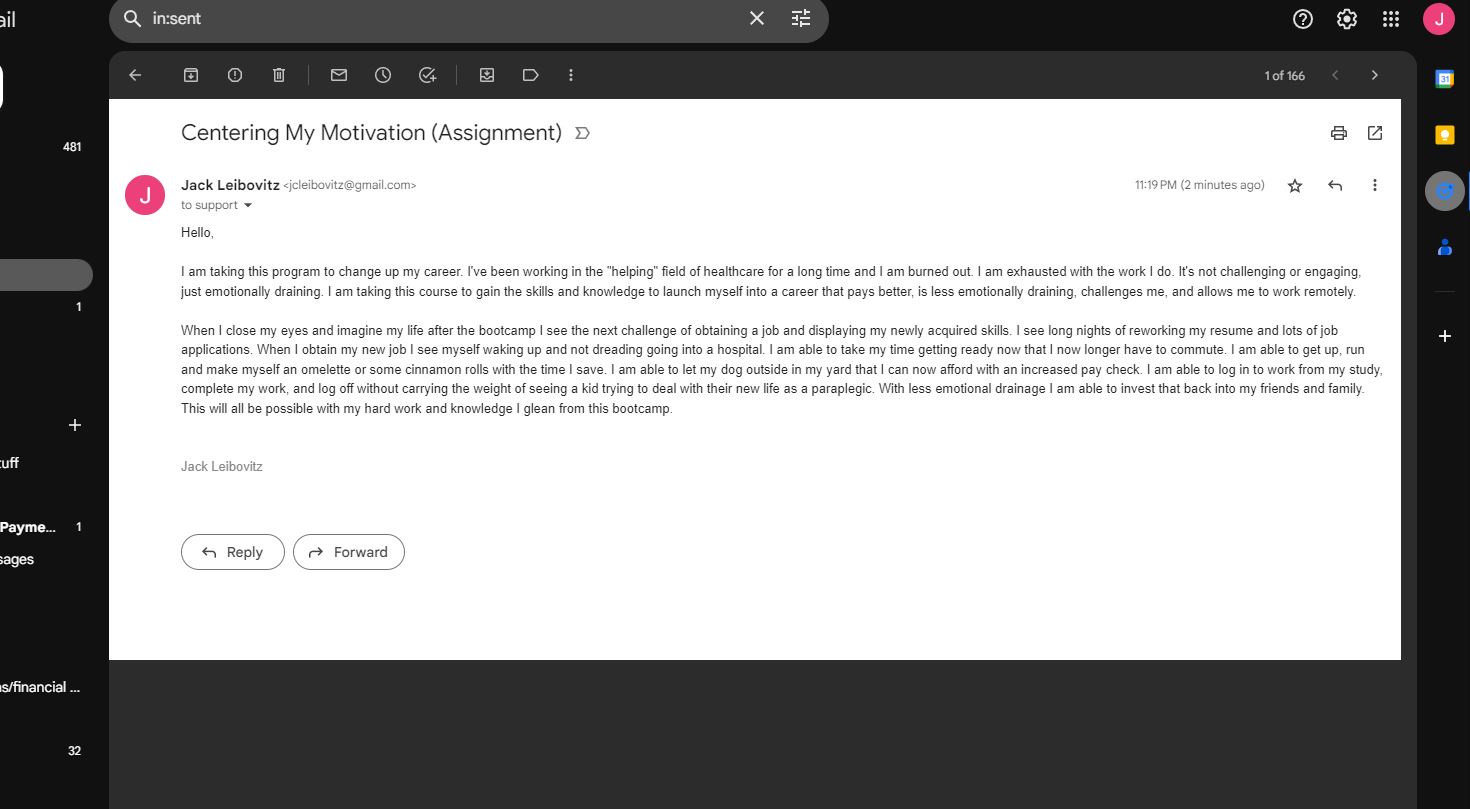 ail
in:sent
J
1 of 166
31
481
Centering My Motivation (Assignment)
J
Jack Leibovitz <jcleibovitz@gmail.com>
11:19 PM (2 minutes ago)
to support
Hello,
I am taking this program to change up my career. I've been working in the "helping" field of healthcare for a long time and I am burned out. I am exhausted with the work I do. It's not challenging or engaging,
just emotionally draining. I am taking this course to gain the skills and knowledge to launch myself into a career that pays better, is less emotionally draining, challenges me, and allows me to work remotely.
1
When I close my eyes and imagine my life after the bootcamp I see the next challenge of obtaining a job and displaying my newly acquired skills. I see long nights of reworking my resume and lots of job
applications. When I obtain my new job I see myself waking up and not dreading going into a hospital. I am able to take my time getting ready now that I now longer have to commute. I am able to get up, run
and make myself an omelette or some cinnamon rolls with the time I save. I am able to let my dog outside in my yard that I can now afford with an increased pay check. I am able to log in to work from my study,
complete my work, and log off without carrying the weight of seeing a kid trying to deal with their new life as a paraplegic. With less emotional drainage I am able to invest that back into my friends and family.
This will all be possible with my hard work and knowledge I glean from this bootcamp.
Jack Leibovitz
uff
Payme... 1
Reply
Forward
sages
s/financial ...
32